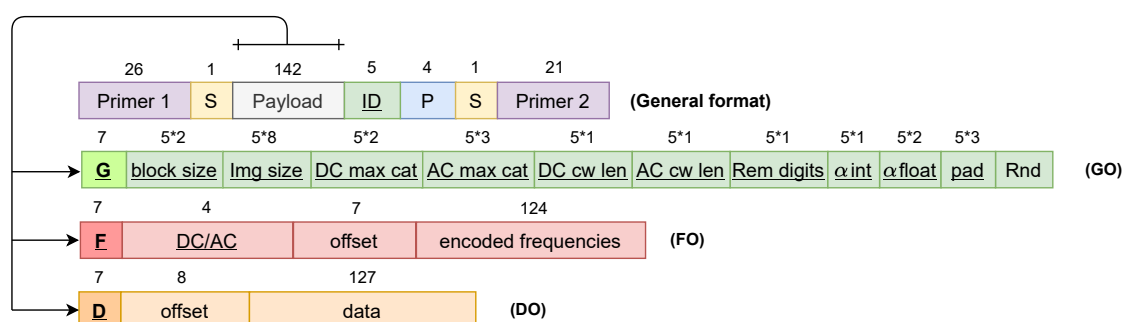 26 1 142 5 4 1 21
Primer 1 S Payload ID P S Primer 2 (General format)
7 5*2 5*8 5*2 5*3 5*1 5*1 5*1 5*1 5*2 5*3
G block size Img size DC max cat AC max cat DC cw len AC cw len Rem digits α int α float pad Rnd (GO)
7 4 7 124
F DC/AC offset encoded frequencies (FO)
7 8 127
D offset data (DO)